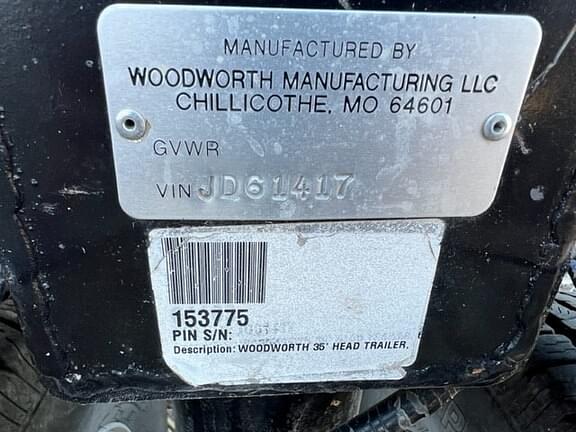 MANUFACTURED BY
WOODWORTH MANUFACTURING LLC
CHILLICOTHE, MO 64601
GVWR
VIN JD61417
153775
PIN S/N:
Description: WOODWORTH 35' HEAD TRAILER,